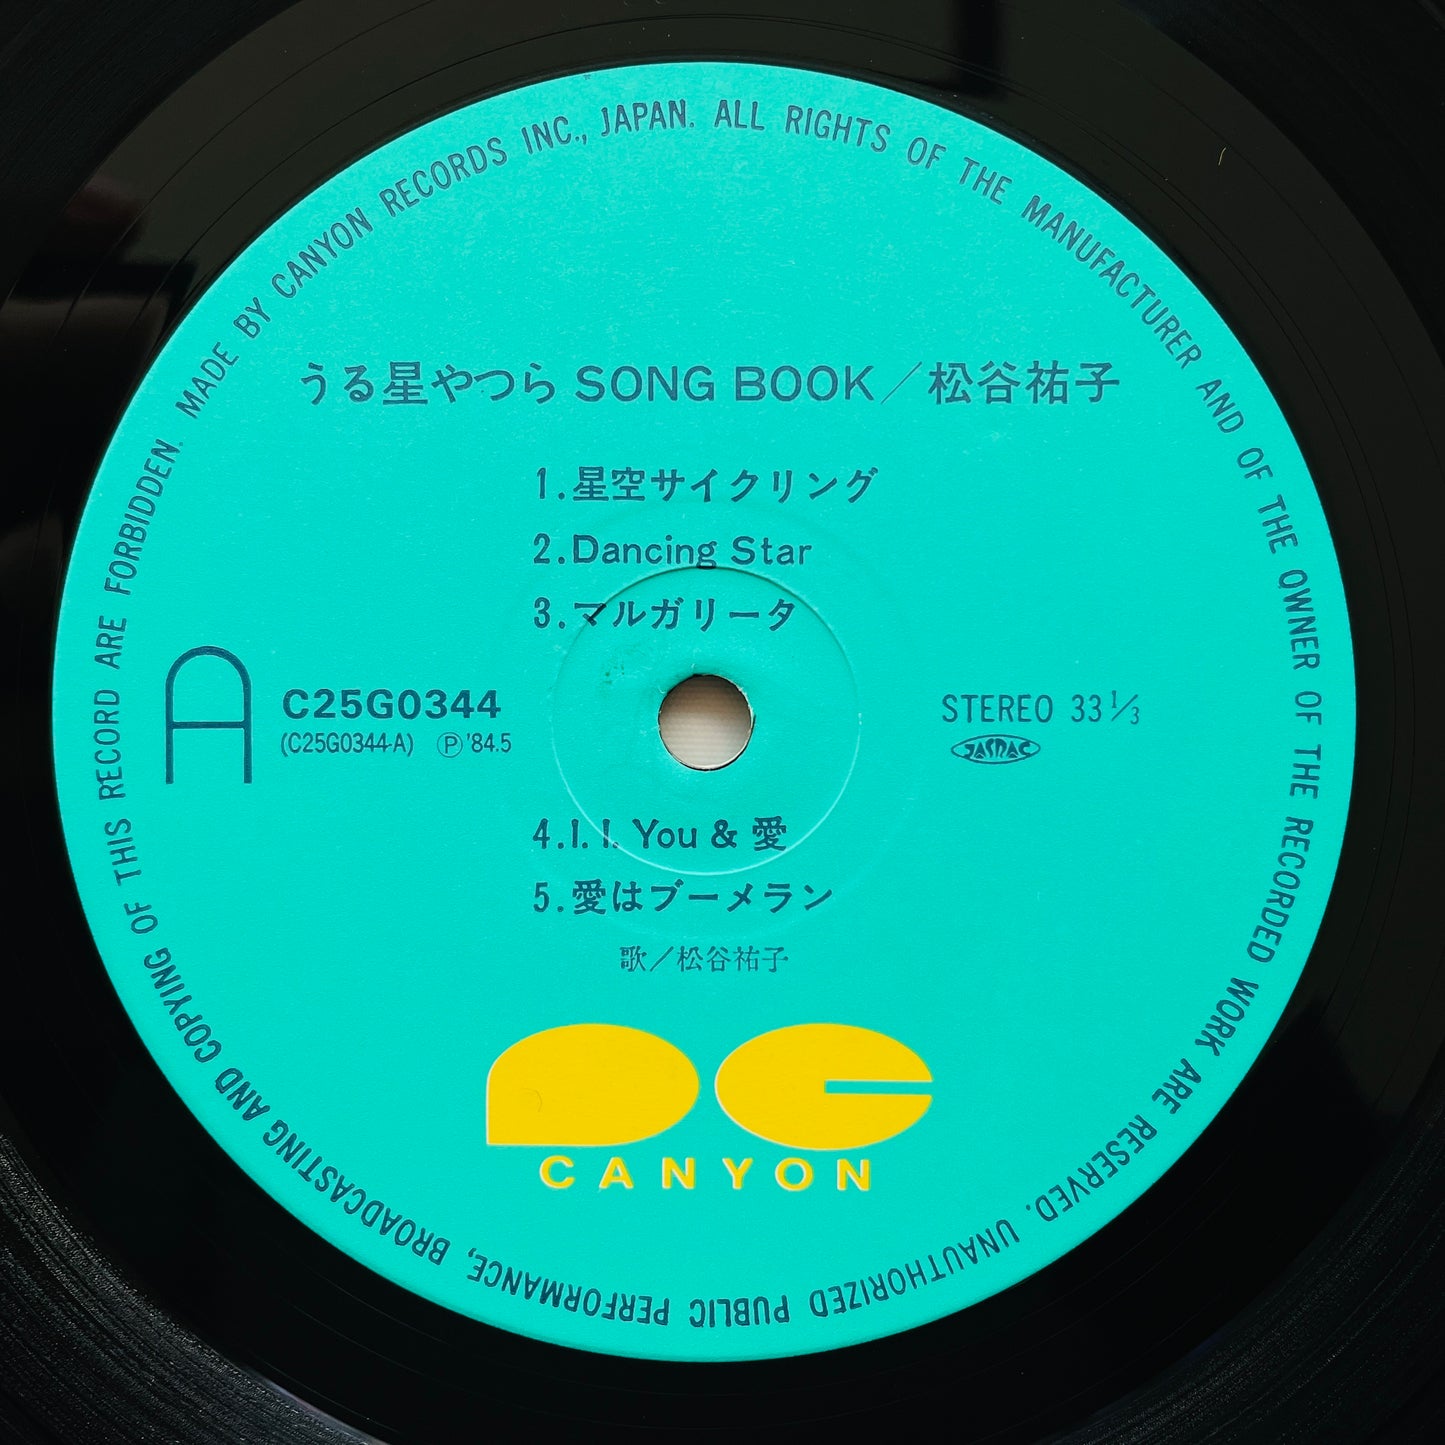 MADE BY CANYON RECORDS INC., JAPAN. ALL RIGHTS OF THE MANUFACTURER AND OF THE OWNER OF THE RECORDED WORK ARE RESERVED. UNAUTHORIZED PUBLIC PERFORMANCE, BROADCASTING AND COPYING OF THIS RECORD ARE FORBIDDEN.
うる星やつら SONG BOOK／松谷祐子
1.星空サイクリング
2.Dancing Star
3.マルガリータ
A
C25G0344
(C25G0344-A) Ⓟ'84.5
STEREO 33⅓
JASRAC
4.I. I. You & 愛
5.愛はブーメラン
歌／松谷祐子
CANYON